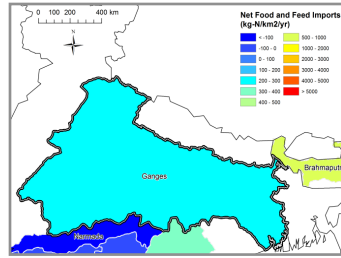 0 100 200 400 km
Net Food and Feed Imports
(kg-N/km2/yr)
< -100
-100 - 0
0 - 100
100 - 200
200 - 300
300 - 400
400 - 500
500 - 1000
1000 - 2000
2000 - 3000
3000 - 4000
4000 - 5000
> 5000
Brahmaput
Ganges
Narmada